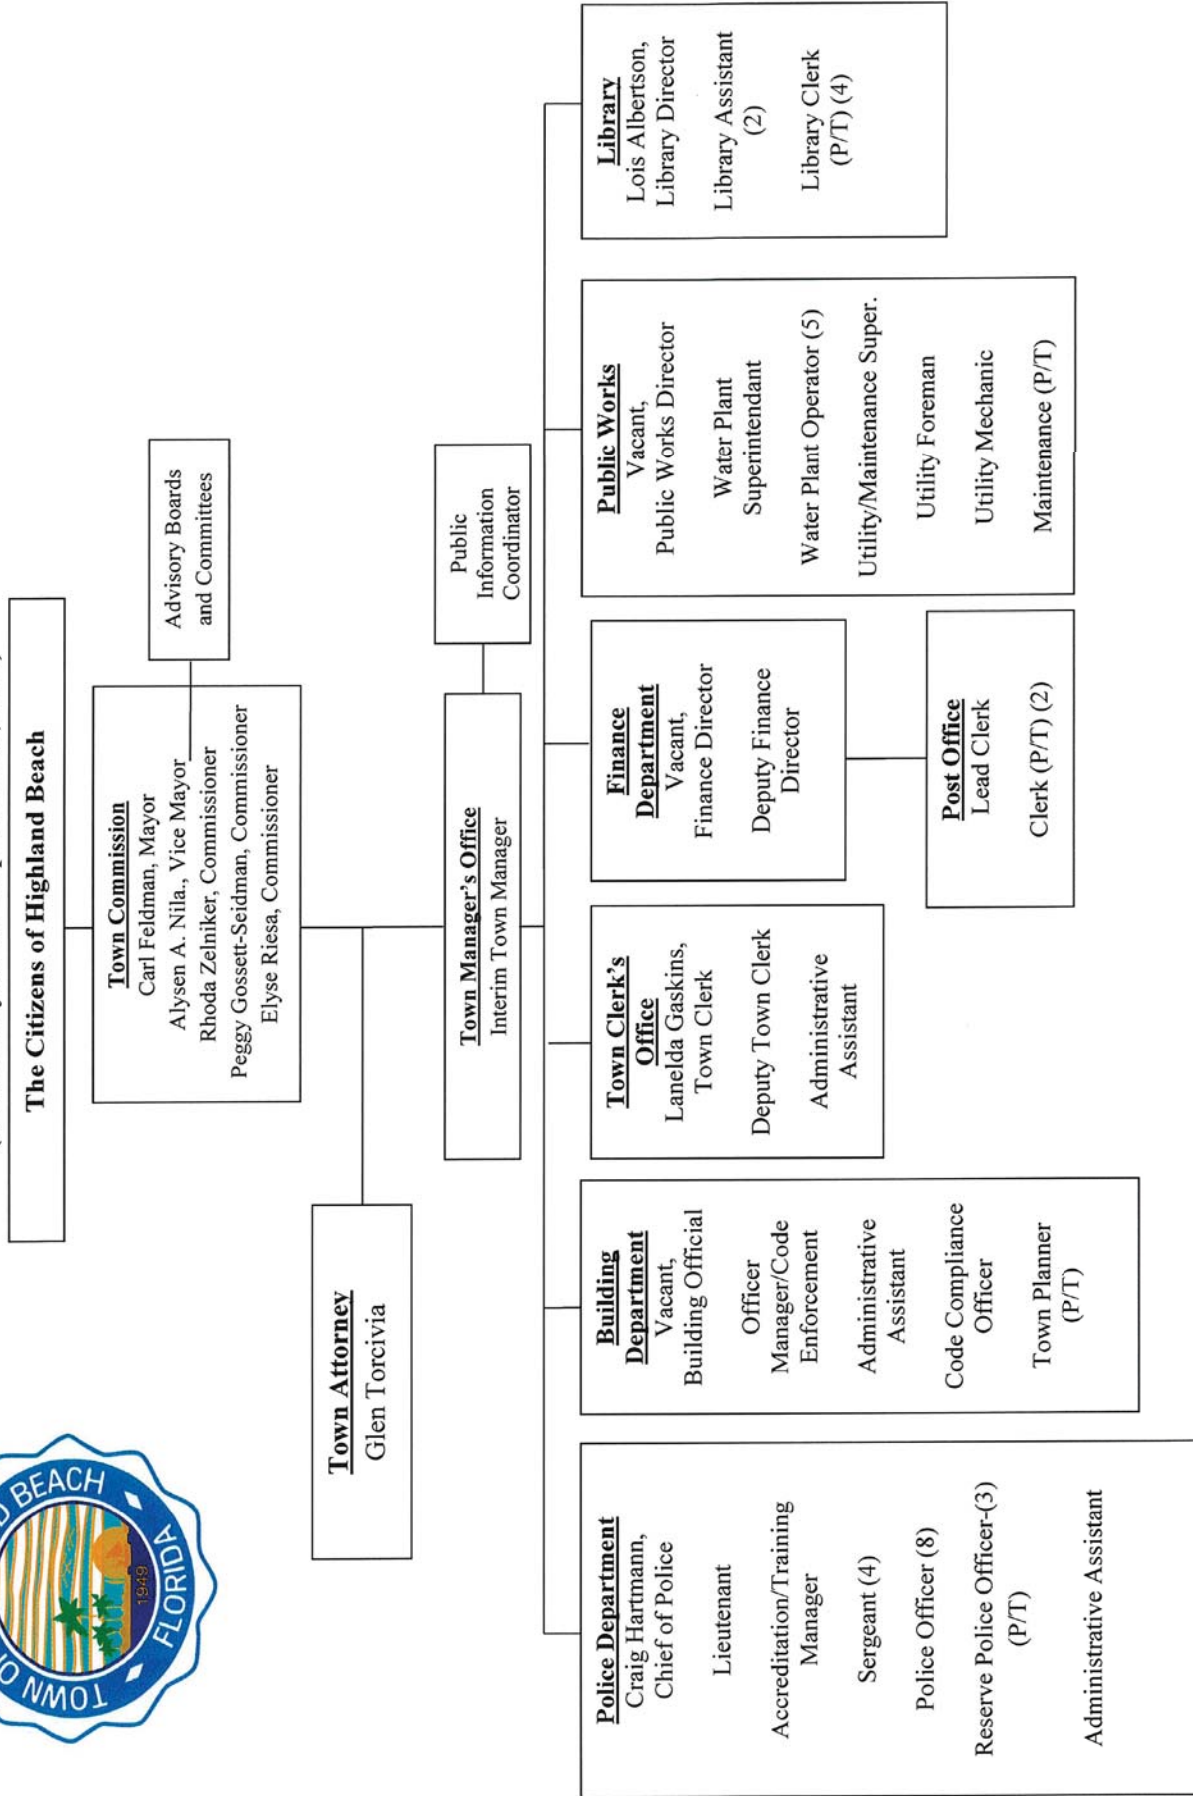 TOWN OF
BEACH
FLORIDA
1949
The Citizens of Highland Beach
Town Commission
Carl Feldman, Mayor
Alysen A. Nila., Vice Mayor
Rhoda Zelniker, Commissioner
Peggy Gossett-Seidman, Commissioner
Elyse Riesa, Commissioner
Advisory Boards
and Committees
Town Attorney
Glen Torcivia
Town Manager's Office
Interim Town Manager
Public
Information
Coordinator
Police Department
Craig Hartmann,
Chief of Police
Lieutenant
Accreditation/Training
Manager
Sergeant (4)
Police Officer (8)
Reserve Police Officer-(3)
(P/T)
Administrative Assistant
Building
Department
Vacant,
Building Official
Officer
Manager/Code
Enforcement
Administrative
Assistant
Code Compliance
Officer
Town Planner
(P/T)
Town Clerk's
Office
Lanelda Gaskins,
Town Clerk
Deputy Town Clerk
Administrative
Assistant
Finance
Department
Vacant,
Finance Director
Deputy Finance
Director
Post Office
Lead Clerk
Clerk (P/T) (2)
Public Works
Vacant,
Public Works Director
Water Plant
Superintendant
Water Plant Operator (5)
Utility/Maintenance Super.
Utility Foreman
Utility Mechanic
Maintenance (P/T)
Library
Lois Albertson,
Library Director
Library Assistant
(2)
Library Clerk
(P/T) (4)